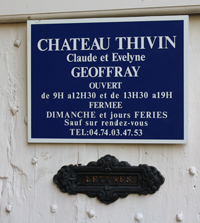 CHATEAU THIVIN
Claude et Evelyne
GEOFFRAY
OUVERT
de 9H a12H30 et de 13H30 a19H
FERMEE
DIMANCHE et jours FERIES
Sauf sur rendez-vous
TEL:04.74.03.47.53
LETTRES